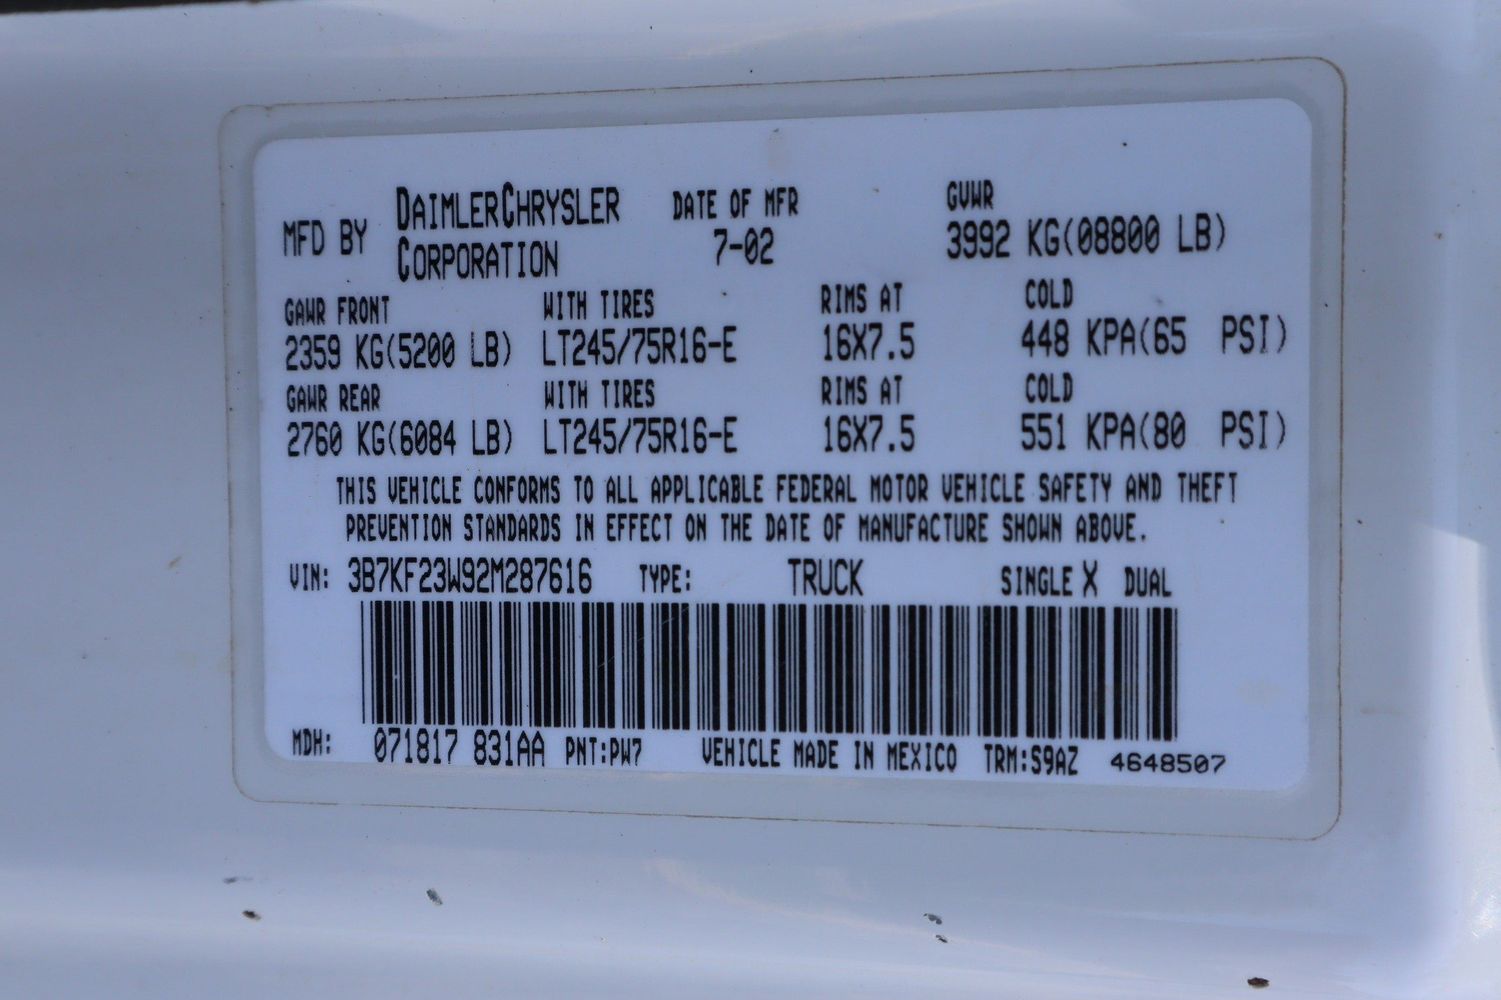 MFD BY DAIMLERCHRYSLER CORPORATION DATE OF MFR 7-02 GVWR 3992 KG(08800 LB)
GAWR FRONT WITH TIRES RIMS AT COLD
2359 KG(5200 LB) LT245/75R16-E 16X7.5 448 KPA(65 PSI)
GAWR REAR WITH TIRES RIMS AT COLD
2760 KG(6084 LB) LT245/75R16-E 16X7.5 551 KPA(80 PSI)
THIS VEHICLE CONFORMS TO ALL APPLICABLE FEDERAL MOTOR VEHICLE SAFETY AND THEFT
PREVENTION STANDARDS IN EFFECT ON THE DATE OF MANUFACTURE SHOWN ABOVE.
VIN: 3B7KF23W92M287616 TYPE: TRUCK SINGLE X DUAL
MDH: 071817 831AA PNT:PW7 VEHICLE MADE IN MEXICO TRM:S9AZ 4648507